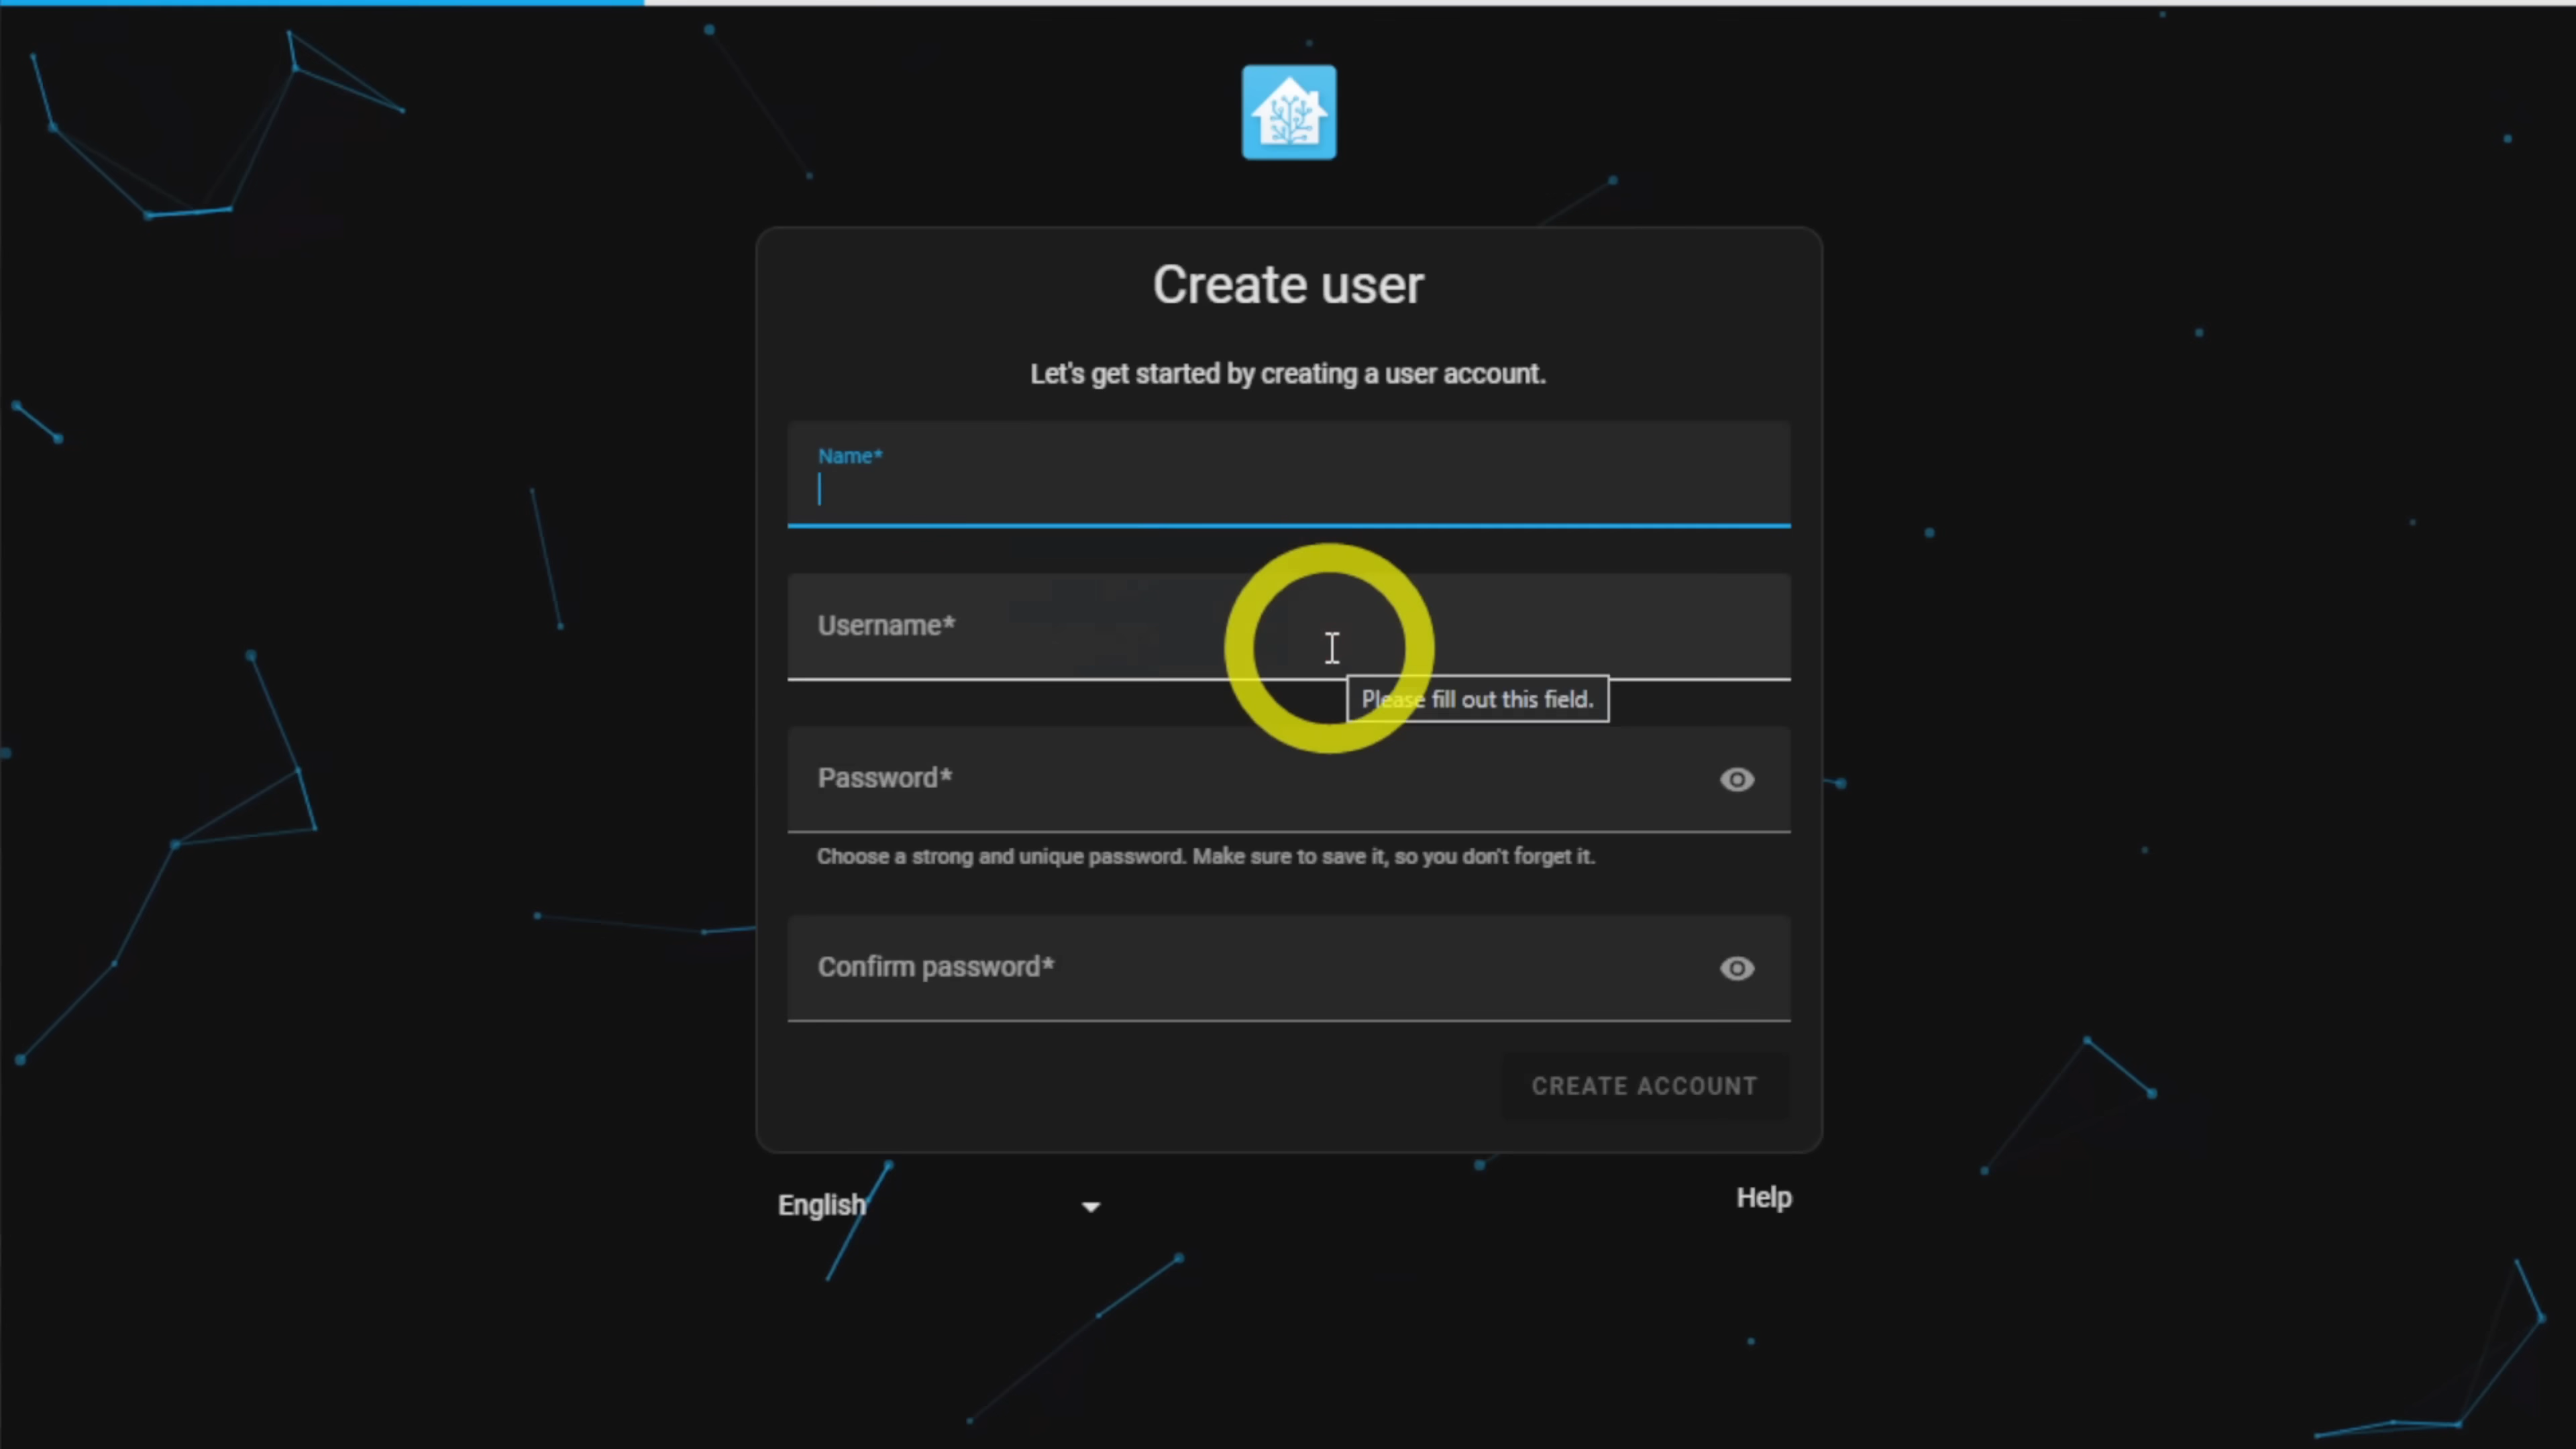 Create user
Let's get started by creating a user account.
Name*
Username*
Please fill out this field.
Password*
Choose a strong and unique password. Make sure to save it, so you don't forget it.
Confirm password*
CREATE ACCOUNT
English
Help